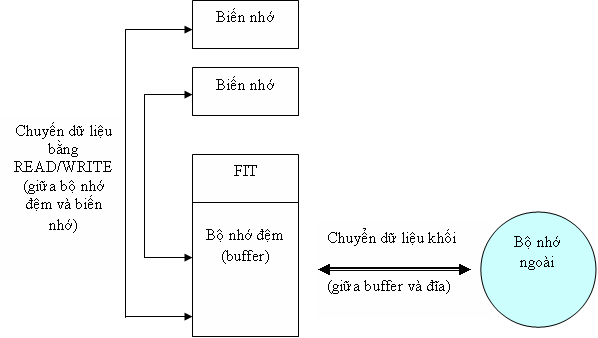 Biến nhớ
Biến nhớ
Chuyển dữ liệu
bằng
READ/WRITE
(giữa bộ nhớ
đệm và biến
nhớ)
FIT
Bộ nhớ đệm
(buffer)
Chuyển dữ liệu khối
(giữa buffer và đĩa)
Bộ nhớ
ngoài